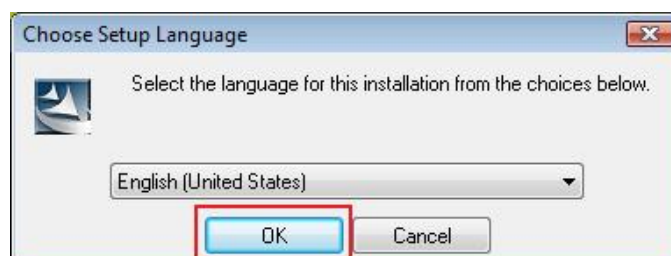 Choose Setup Language
Select the language for this installation from the choices below.
English (United States)
OK Cancel